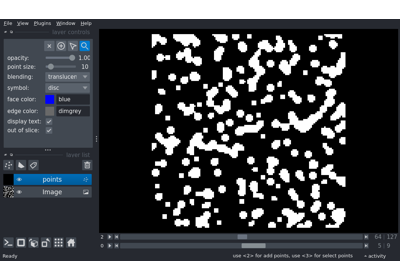 File View Plugins Window Help
layer controls
opacity: 1.00
point size: 10
blending: translucen
symbol: disc
face color: blue
edge color: dimgrey
display text:
out of slice:
layer list
points
Image
2 64 127
0 5 9
Ready use <2> for add points, use <3> for select points activity